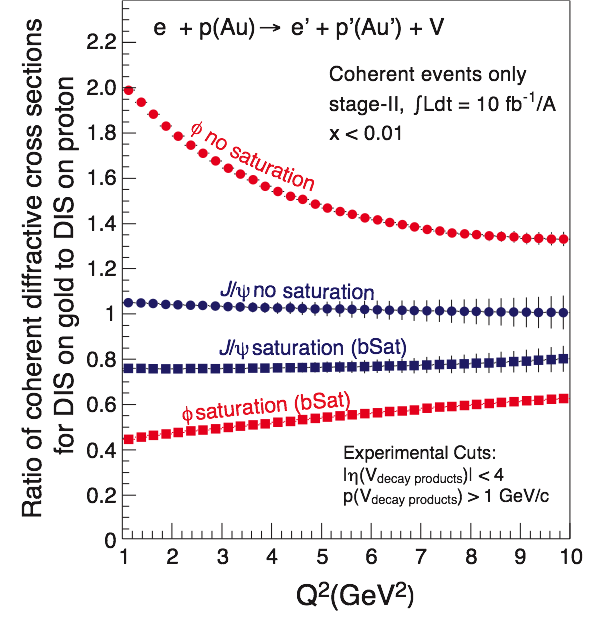 e + p(Au) → e' + p'(Au') + V
Coherent events only
stage-II, ∫Ldt = 10 fb⁻¹/A
x < 0.01
ϕ no saturation
J/ψ no saturation
J/ψ saturation (bSat)
ϕ saturation (bSat)
Experimental Cuts:
|η(V_decay products)| < 4
p(V_decay products) > 1 GeV/c
Ratio of coherent diffractive cross sections
for DIS on gold to DIS on proton
2.2
2.0
1.8
1.6
1.4
1.2
1
0.8
0.6
0.4
0.2
0
1 2 3 4 5 6 7 8 9 10
Q²(GeV²)